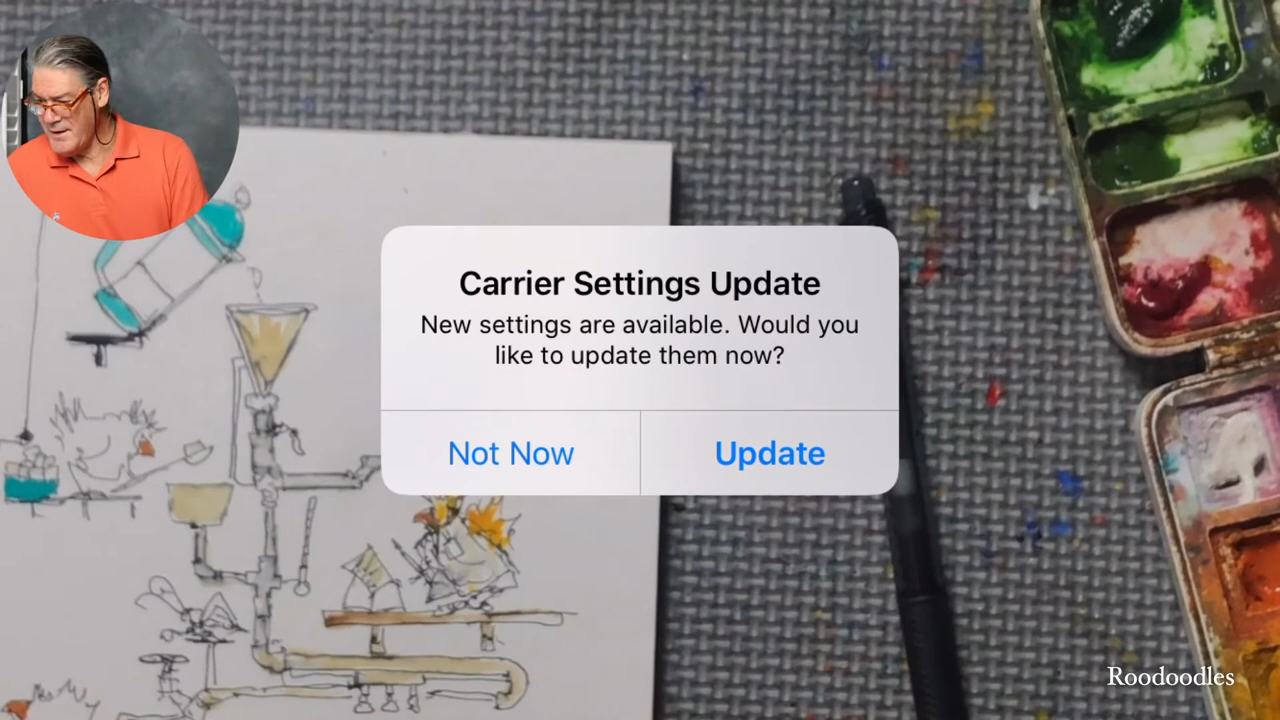 Carrier Settings Update
New settings are available. Would you
like to update them now?
Not Now
Update
Roodoodles